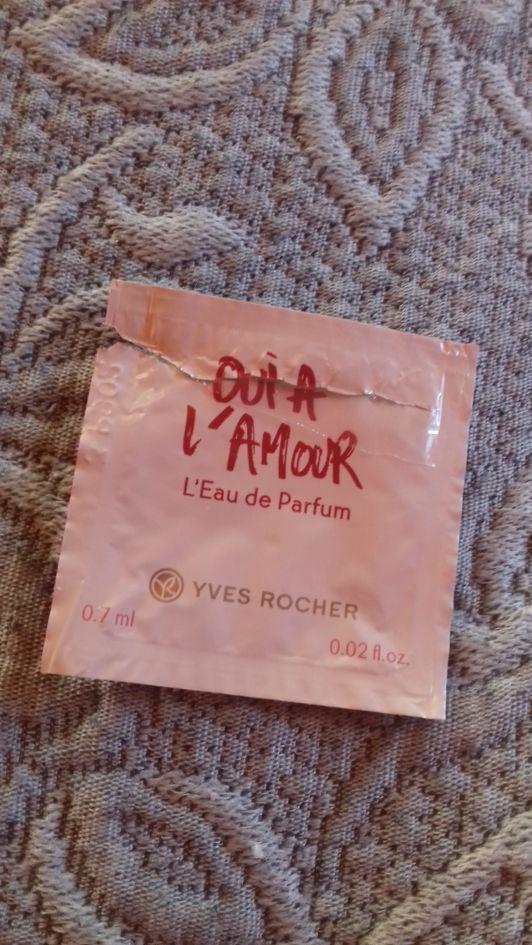 OUI A
L'AMOUR
L'Eau de Parfum
YVES ROCHER
0.7 ml
0.02 fl.oz.